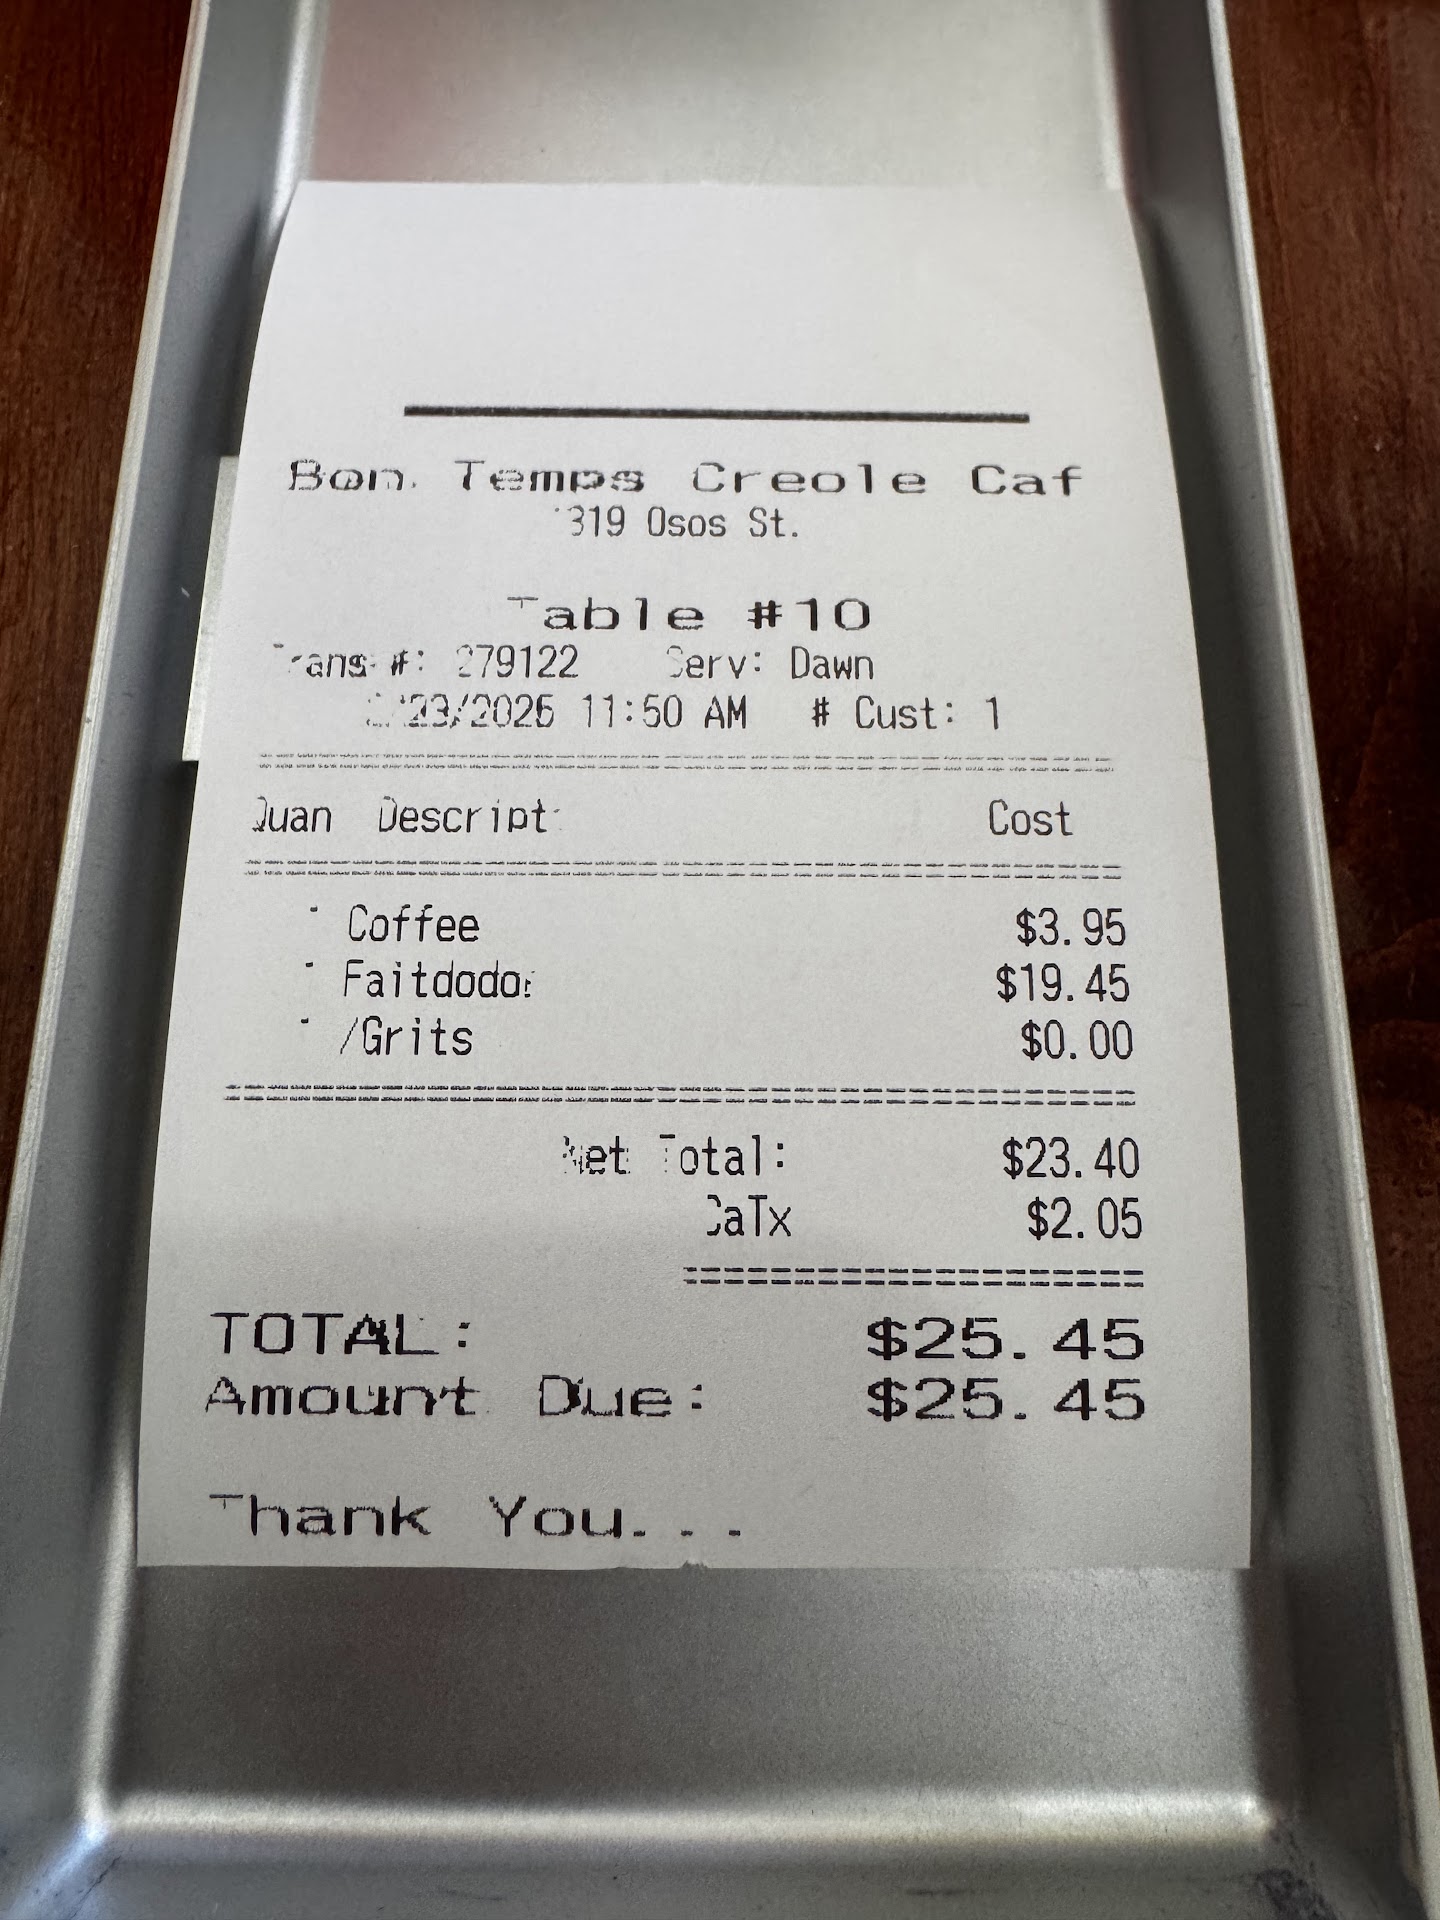 Bon Temps Creole Caf
319 Osos St.
Table #10
Trans #: 279122 Serv: Dawn
11:50 AM # Cust: 1
Quan Descript Cost
Coffee $3.95
Faitdodo $19.45
/Grits $0.00
Net Total: $23.40
CaTx $2.05
TOTAL: $25.45
Amount Due: $25.45
Thank You...